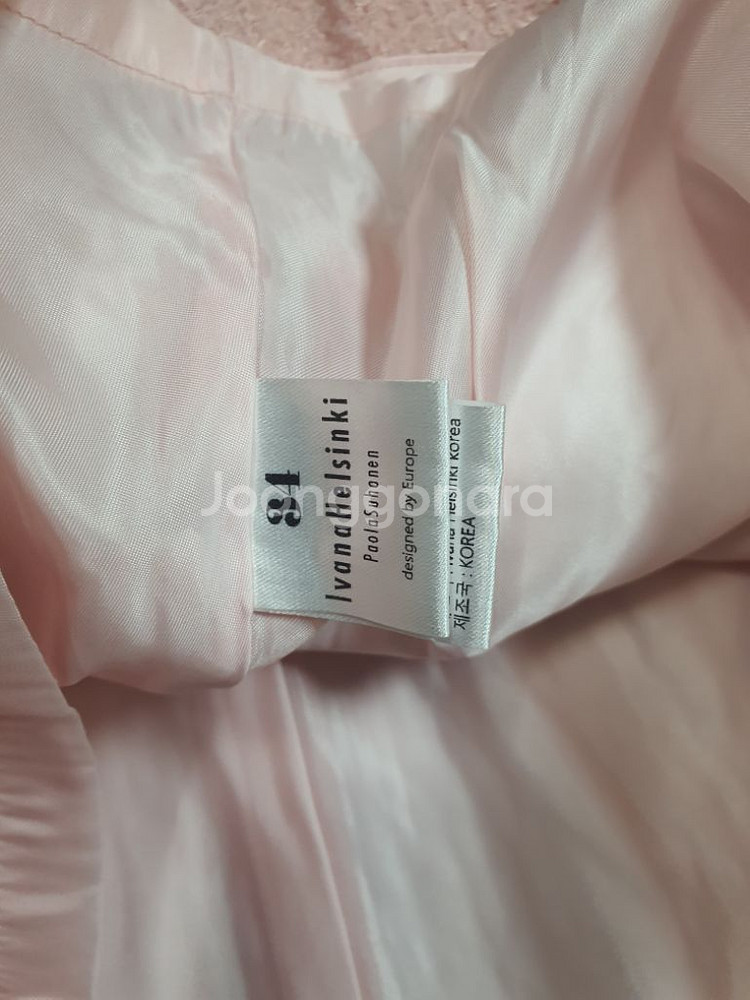 34
IvanaHelsinki
PaolaSuhonen
designed by Europe
Ivana Helsinki korea
제조국 : KOREA
Joonggonara